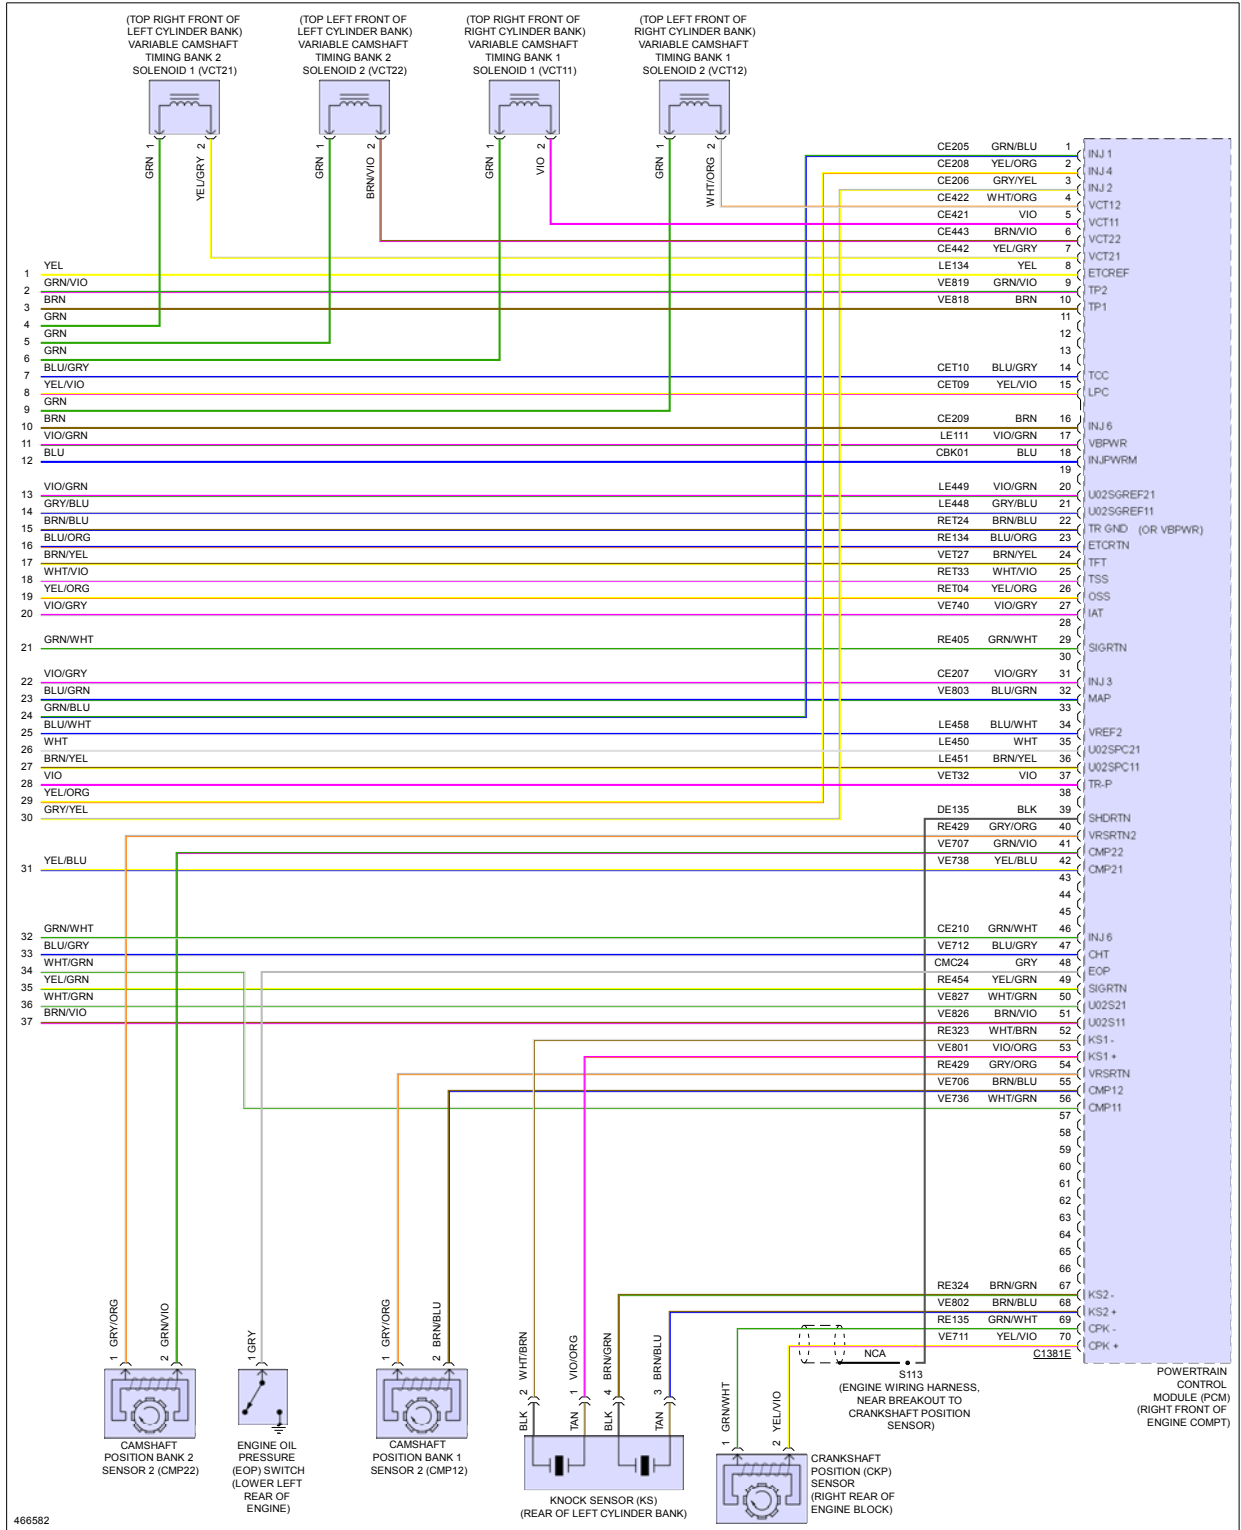 (TOP RIGHT FRONT OF
LEFT CYLINDER BANK)
VARIABLE CAMSHAFT
TIMING BANK 2
SOLENOID 1 (VCT21)
(TOP LEFT FRONT OF
LEFT CYLINDER BANK)
VARIABLE CAMSHAFT
TIMING BANK 2
SOLENOID 2 (VCT22)
(TOP RIGHT FRONT OF
RIGHT CYLINDER BANK)
VARIABLE CAMSHAFT
TIMING BANK 1
SOLENOID 1 (VCT11)
(TOP LEFT FRONT OF
RIGHT CYLINDER BANK)
VARIABLE CAMSHAFT
TIMING BANK 1
SOLENOID 2 (VCT12)
GRN 1
YEL/GRY 2
GRN 1
BRN/VIO 2
GRN 1
VIO 2
GRN 1
WHT/ORG 2
CE205 GRN/BLU 1 INJ 1
CE208 YEL/ORG 2 INJ 4
CE206 GRY/YEL 3 INJ 2
CE422 WHT/ORG 4 VCT12
CE421 VIO 5 VCT11
CE443 BRN/VIO 6 VCT22
CE442 YEL/GRY 7 VCT21
1 YEL LE134 YEL 8 ETCREF
2 GRN/VIO VE819 GRN/VIO 9 TP2
3 BRN VE818 BRN 10 TP1
4 GRN 11
5 GRN 12
6 GRN 13
7 BLU/GRY CET10 BLU/GRY 14 TCC
8 YEL/VIO CET09 YEL/VIO 15 LPC
9 GRN
10 BRN CE209 BRN 16 INJ 6
11 VIO/GRN LE111 VIO/GRN 17 VBPWR
12 BLU CBK01 BLU 18 INJPWRM
19
13 VIO/GRN LE449 VIO/GRN 20 U02SGREF21
14 GRY/BLU LE448 GRY/BLU 21 U02SGREF11
15 BRN/BLU RET24 BRN/BLU 22 TR GND (OR VBPWR)
16 BLU/ORG RE134 BLU/ORG 23 ETCRTN
17 BRN/YEL VET27 BRN/YEL 24 TFT
18 WHT/VIO RET33 WHT/VIO 25 TSS
19 YEL/ORG RET04 YEL/ORG 26 OSS
20 VIO/GRY VE740 VIO/GRY 27 IAT
28
21 GRN/WHT RE405 GRN/WHT 29 SIGRTN
30
22 VIO/GRY CE207 VIO/GRY 31 INJ 3
23 BLU/GRN VE803 BLU/GRN 32 MAP
24 GRN/BLU 33
25 BLU/WHT LE458 BLU/WHT 34 VREF2
26 WHT LE450 WHT 35 U02SPC21
27 BRN/YEL LE451 BRN/YEL 36 U02SPC11
28 VIO VET32 VIO 37 TR-P
29 YEL/ORG 38
30 GRY/YEL DE135 BLK 39 SHDRTN
RE429 GRY/ORG 40 VRSRTN2
VE707 GRN/VIO 41 CMP22
31 YEL/BLU VE738 YEL/BLU 42 CMP21
43
44
45
32 GRN/WHT CE210 GRN/WHT 46 INJ 6
33 BLU/GRY VE712 BLU/GRY 47 CHT
34 WHT/GRN CMC24 GRY 48 EOP
35 YEL/GRN RE454 YEL/GRN 49 SIGRTN
36 WHT/GRN VE827 WHT/GRN 50 U02S21
37 BRN/VIO VE826 BRN/VIO 51 U02S11
RE323 WHT/BRN 52 KS1 -
VE801 VIO/ORG 53 KS1 +
RE429 GRY/ORG 54 VRSRTN
VE706 BRN/BLU 55 CMP12
VE736 WHT/GRN 56 CMP11
57
58
59
60
61
62
63
64
65
66
RE324 BRN/GRN 67 KS2 -
VE802 BRN/BLU 68 KS2 +
RE135 GRN/WHT 69 CPK -
VE711 YEL/VIO 70 CPK +
C1381E
POWERTRAIN
CONTROL
MODULE (PCM)
(RIGHT FRONT OF
ENGINE COMPT)
NCA
S113
(ENGINE WIRING HARNESS,
NEAR BREAKOUT TO
CRANKSHAFT POSITION
SENSOR)
1 GRY/ORG
2 GRN/VIO
1 GRY
1 GRY/ORG
2 BRN/BLU
2 WHT/BRN
1 VIO/ORG
4 BRN/GRN
3 BRN/BLU
BLK
TAN
BLK
TAN
1 GRN/WHT
2 YEL/VIO
CAMSHAFT
POSITION BANK 2
SENSOR 2 (CMP22)
ENGINE OIL
PRESSURE
(EOP) SWITCH
(LOWER LEFT
REAR OF
ENGINE)
CAMSHAFT
POSITION BANK 1
SENSOR 2 (CMP12)
KNOCK SENSOR (KS)
(REAR OF LEFT CYLINDER BANK)
CRANKSHAFT
POSITION (CKP)
SENSOR
(RIGHT REAR OF
ENGINE BLOCK)
466582